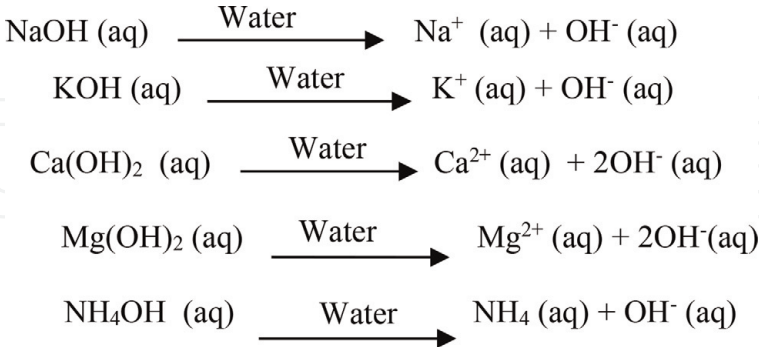 NaOH (aq) Water Na⁺ (aq) + OH⁻ (aq)
KOH (aq) Water K⁺ (aq) + OH⁻ (aq)
Ca(OH)₂ (aq) Water Ca²⁺ (aq) + 2OH⁻ (aq)
Mg(OH)₂ (aq) Water Mg²⁺ (aq) + 2OH⁻(aq)
NH₄OH (aq) Water NH₄ (aq) + OH⁻ (aq)